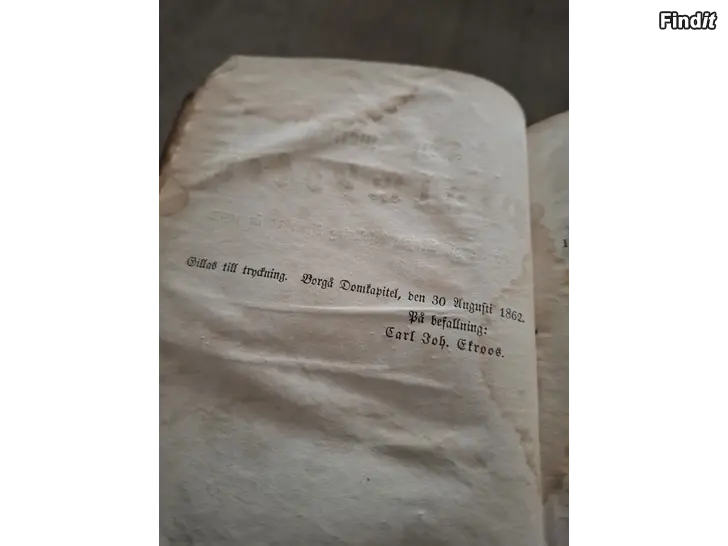 Findit
Gillas till tryckning. Borgå Domkapitel, den 30 Augusti 1862.
På befallning:
Carl Joh. Ekroos.